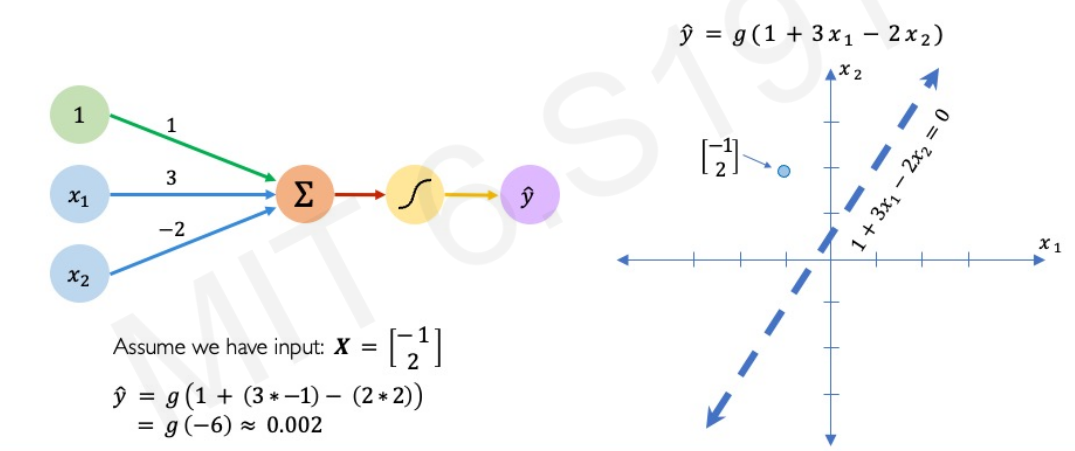 1
x₁
x₂
1
3
−2
Σ
∫
ŷ
Assume we have input: X = [−1 2]
ŷ = g(1 + (3 ∗ −1) − (2 ∗ 2))
= g(−6) ≈ 0.002
ŷ = g(1 + 3x₁ − 2x₂)
x₂
[−1 2]
1 + 3x₁ − 2x₂ = 0
x₁
MIT 6.S191